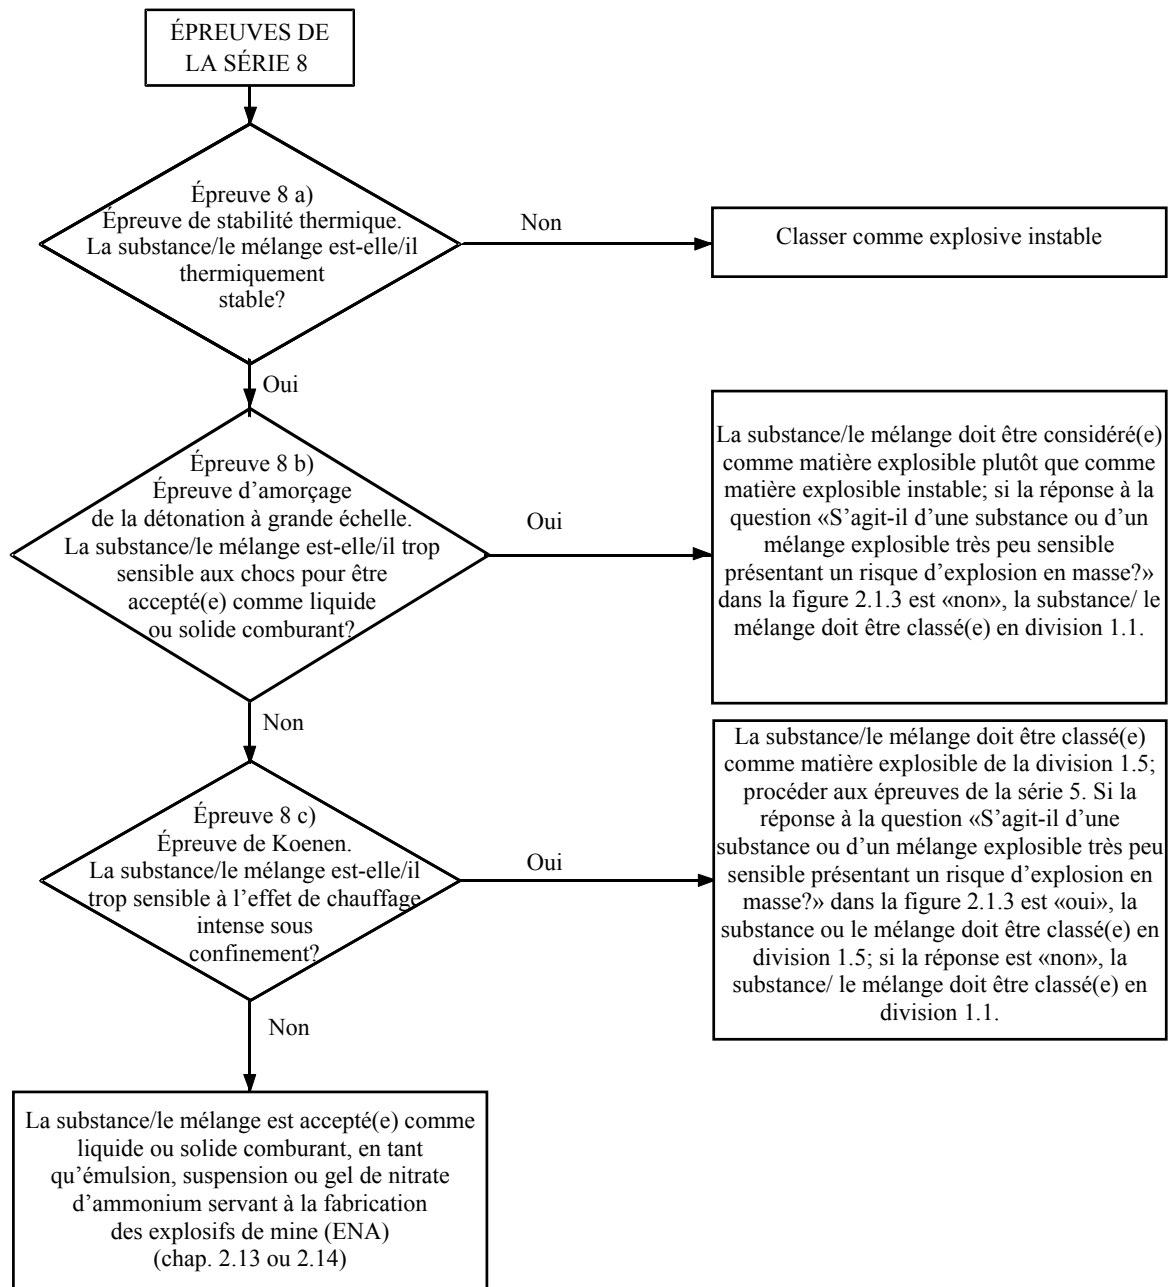 ÉPREUVES DE
LA SÉRIE 8
Épreuve 8 a)
Épreuve de stabilité thermique.
La substance/le mélange est-elle/il
thermiquement
stable?
Non
Classer comme explosive instable
Oui
Épreuve 8 b)
Épreuve d’amorçage
de la détonation à grande échelle.
La substance/le mélange est-elle/il trop
sensible aux chocs pour être
accepté(e) comme liquide
ou solide comburant?
Oui
La substance/le mélange doit être considéré(e)
comme matière explosible plutôt que comme
matière explosible instable; si la réponse à la
question «S’agit-il d’une substance ou d’un
mélange explosible très peu sensible
présentant un risque d’explosion en masse?»
dans la figure 2.1.3 est «non», la substance/ le
mélange doit être classé(e) en division 1.1.
Non
Épreuve 8 c)
Épreuve de Koenen.
La substance/le mélange est-elle/il
trop sensible à l’effet de chauffage
intense sous
confinement?
Oui
La substance/le mélange doit être classé(e)
comme matière explosible de la division 1.5;
procéder aux épreuves de la série 5. Si la
réponse à la question «S’agit-il d’une
substance ou d’un mélange explosible très peu
sensible présentant un risque d’explosion en
masse?» dans la figure 2.1.3 est «oui», la
substance ou le mélange doit être classé(e) en
division 1.5; si la réponse est «non», la
substance/ le mélange doit être classé(e) en
division 1.1.
Non
La substance/le mélange est accepté(e) comme
liquide ou solide comburant, en tant
qu’émulsion, suspension ou gel de nitrate
d’ammonium servant à la fabrication
des explosifs de mine (ENA)
(chap. 2.13 ou 2.14)